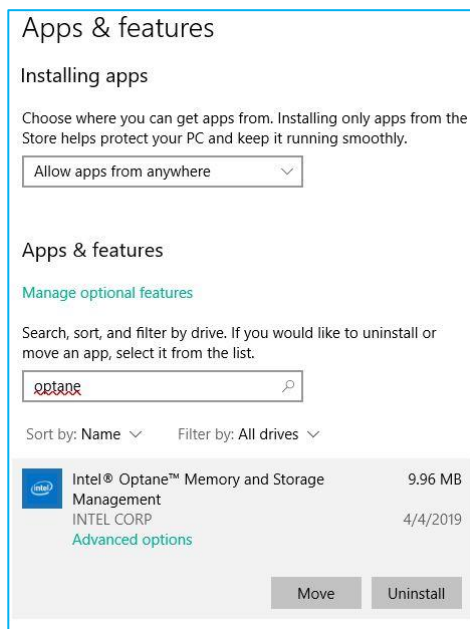 Apps & features
Installing apps
Choose where you can get apps from. Installing only apps from the
Store helps protect your PC and keep it running smoothly.
Allow apps from anywhere
Apps & features
Manage optional features
Search, sort, and filter by drive. If you would like to uninstall or
move an app, select it from the list.
optane
Sort by: Name Filter by: All drives
intel
Intel® Optane™ Memory and Storage 9.96 MB
Management
INTEL CORP 4/4/2019
Advanced options
Move Uninstall